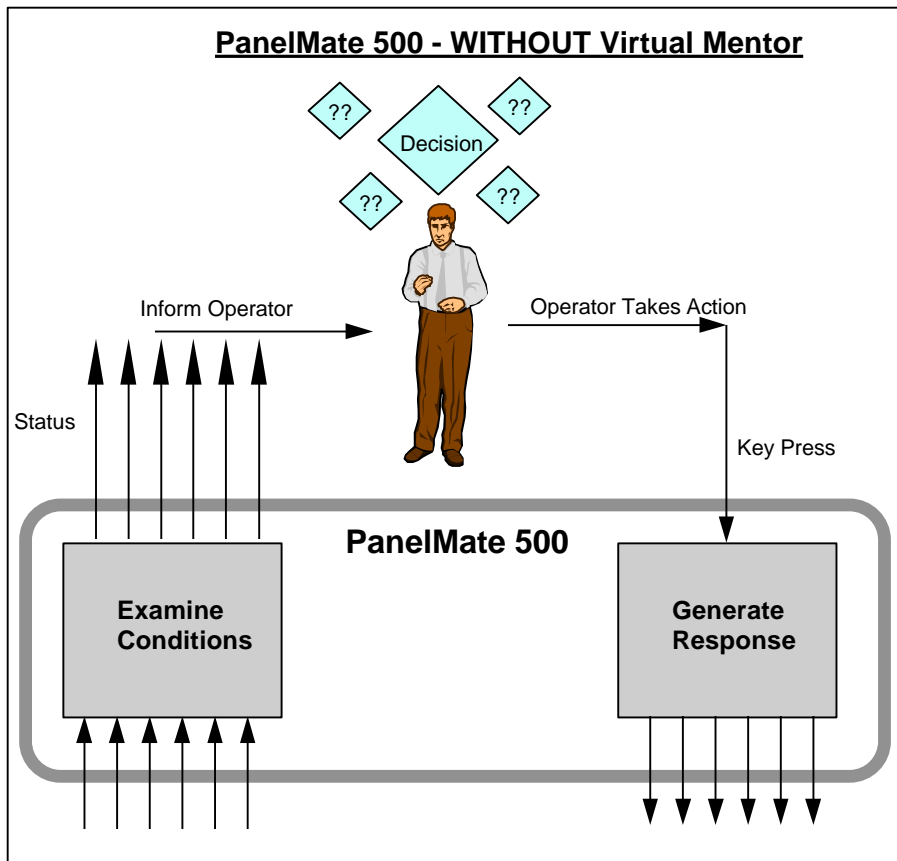 PanelMate 500 - WITHOUT Virtual Mentor
??
??
Decision
??
??
Inform Operator
Operator Takes Action
Status
Key Press
PanelMate 500
Examine
Conditions
Generate
Response